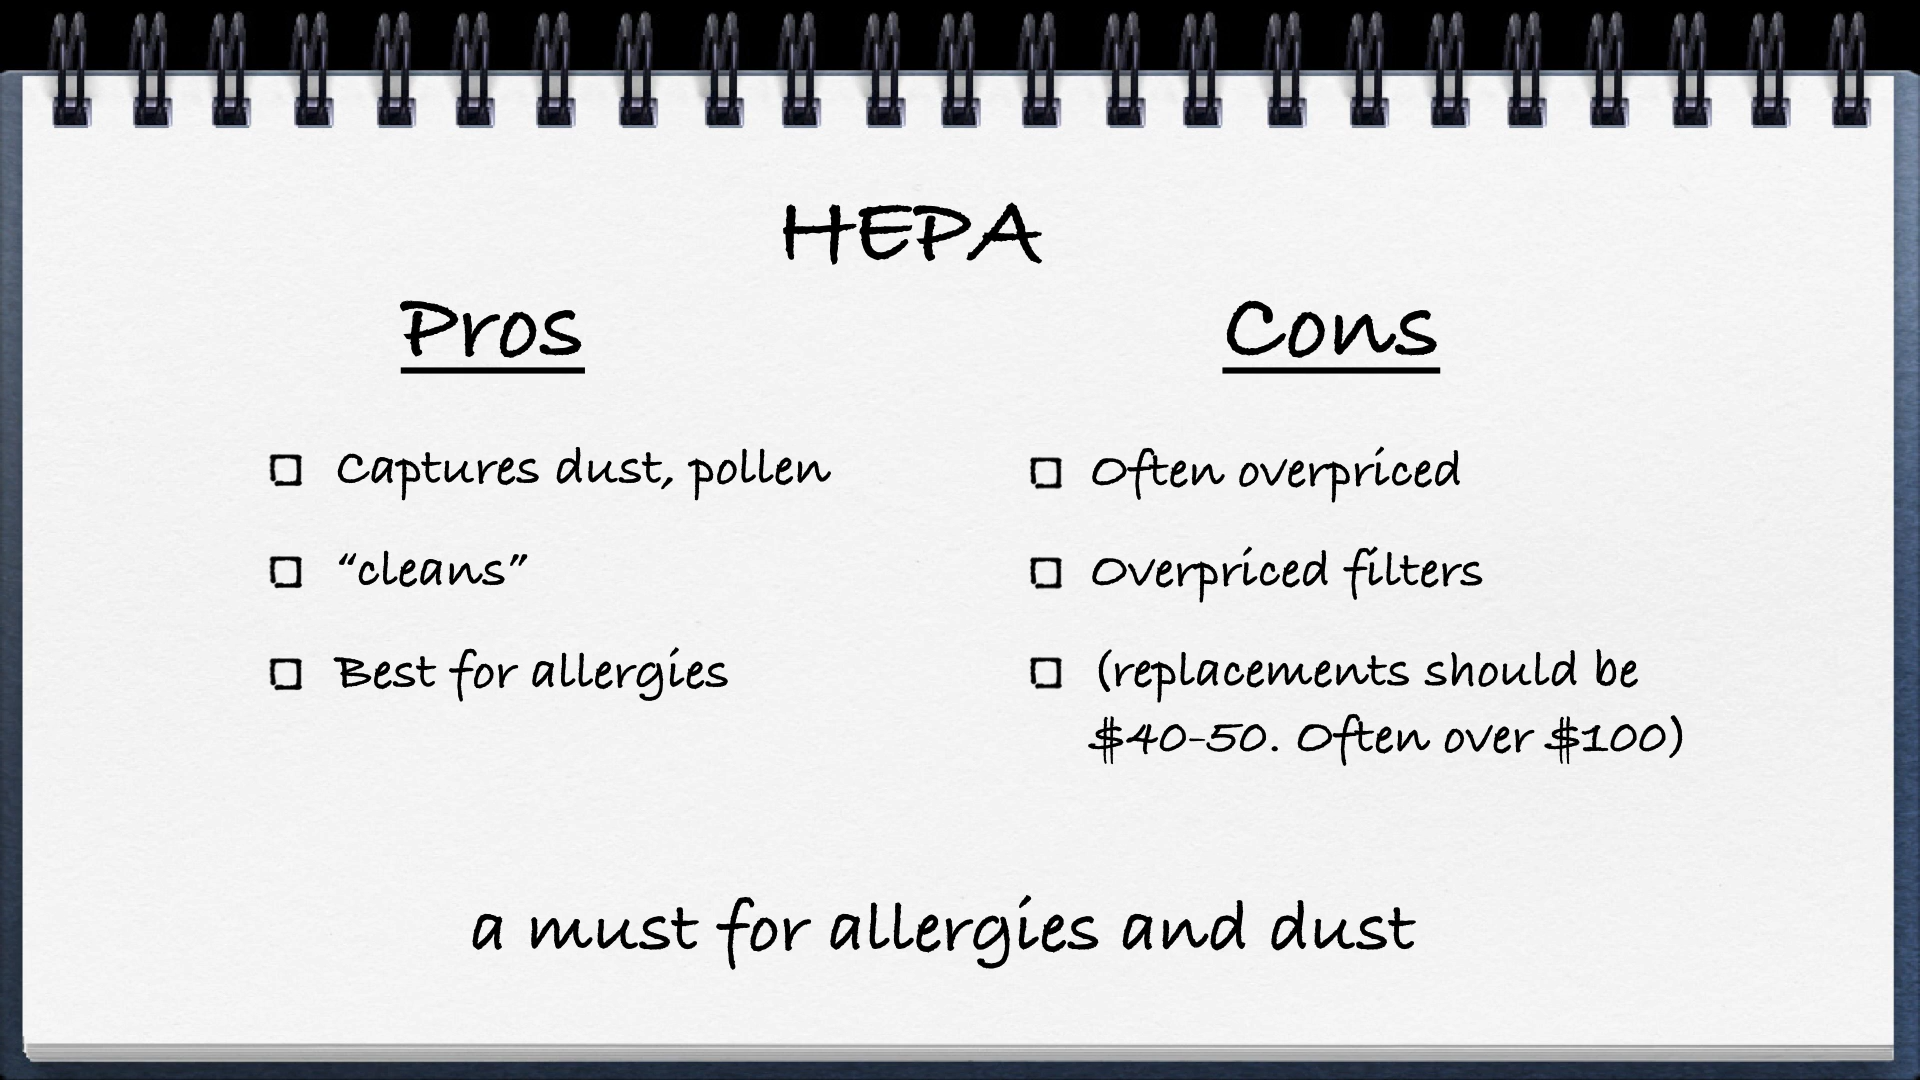 HEPA
Pros
Cons
Captures dust, pollen
“cleans”
Best for allergies
Often overpriced
Overpriced filters
(replacements should be
$40-50. Often over $100)
a must for allergies and dust